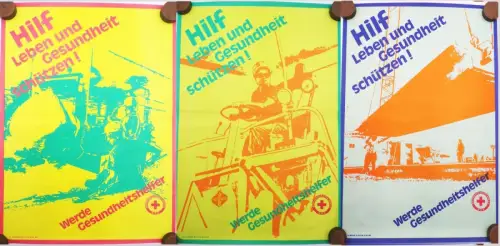 Hilf
Leben und
Gesundheit
schützen!
Werde
Gesundheitshelfer
Hilf
Leben und
Gesundheit
schützen!
Werde
Gesundheitshelfer
Hilf
Leben und
Gesundheit
schützen!
Werde
Gesundheitshelfer